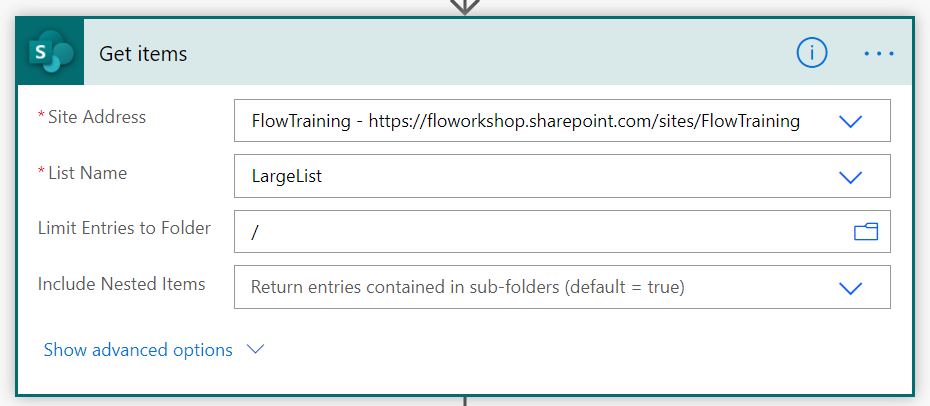 S
Get items
* Site Address
FlowTraining - https://floworkshop.sharepoint.com/sites/FlowTraining
* List Name
LargeList
Limit Entries to Folder
/
Include Nested Items
Return entries contained in sub-folders (default = true)
Show advanced options